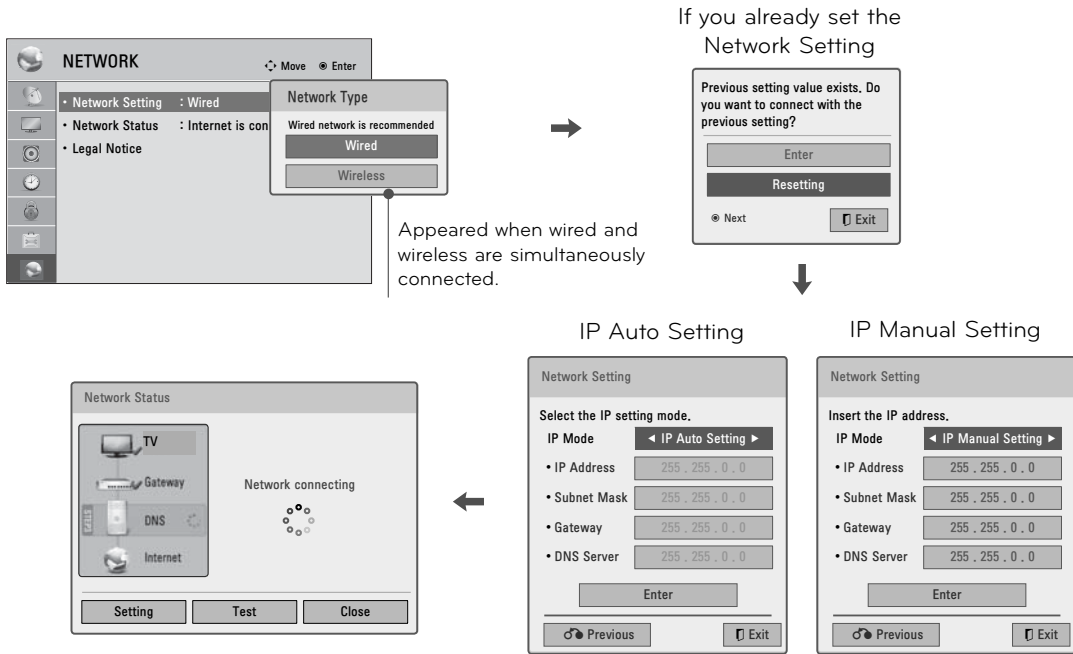 If you already set the
Network Setting
NETWORK
Move Enter
• Network Setting : Wired
• Network Status : Internet is con
• Legal Notice
Network Type
Wired network is recommended
Wired
Wireless
Appeared when wired and
wireless are simultaneously
connected.
Previous setting value exists. Do
you want to connect with the
previous setting?
Enter
Resetting
Next
Exit
IP Auto Setting
Network Setting
Select the IP setting mode.
IP Mode ◄ IP Auto Setting ►
• IP Address 255 . 255 . 0 . 0
• Subnet Mask 255 . 255 . 0 . 0
• Gateway 255 . 255 . 0 . 0
• DNS Server 255 . 255 . 0 . 0
Enter
Previous
Exit
IP Manual Setting
Network Setting
Insert the IP address.
IP Mode ◄ IP Manual Setting ►
• IP Address 255 . 255 . 0 . 0
• Subnet Mask 255 . 255 . 0 . 0
• Gateway 255 . 255 . 0 . 0
• DNS Server 255 . 255 . 0 . 0
Enter
Previous
Exit
Network Status
TV
Gateway
DNS
Internet
Network connecting
Setting
Test
Close